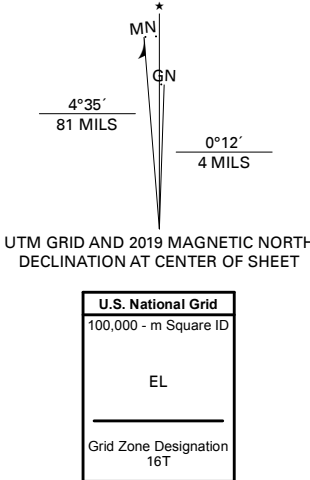 MN
GN
4°35´
81 MILS
0°12´
4 MILS
UTM GRID AND 2019 MAGNETIC NORTH
DECLINATION AT CENTER OF SHEET
U.S. National Grid
100,000 - m Square ID
EL
Grid Zone Designation
16T